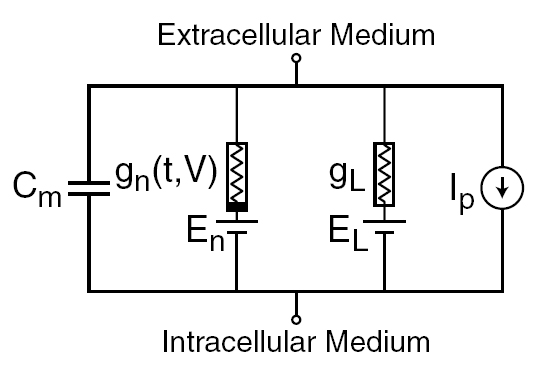 Extracellular Medium
Cm
gn(t,V)
En
gL
EL
Ip
Intracellular Medium